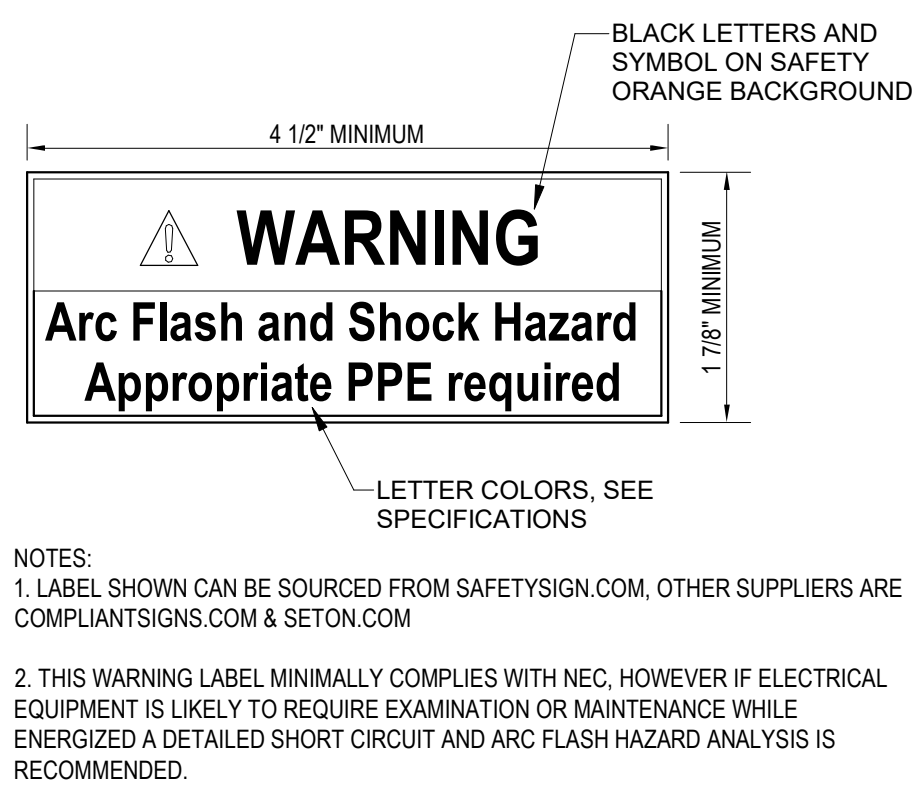 BLACK LETTERS AND
SYMBOL ON SAFETY
ORANGE BACKGROUND
4 1/2" MINIMUM
WARNING
1 7/8" MINIMUM
Arc Flash and Shock Hazard
Appropriate PPE required
LETTER COLORS, SEE
SPECIFICATIONS
NOTES:
1. LABEL SHOWN CAN BE SOURCED FROM SAFETYSIGN.COM, OTHER SUPPLIERS ARE
COMPLIANTSIGNS.COM & SETON.COM
2. THIS WARNING LABEL MINIMALLY COMPLIES WITH NEC, HOWEVER IF ELECTRICAL
EQUIPMENT IS LIKELY TO REQUIRE EXAMINATION OR MAINTENANCE WHILE
ENERGIZED A DETAILED SHORT CIRCUIT AND ARC FLASH HAZARD ANALYSIS IS
RECOMMENDED.